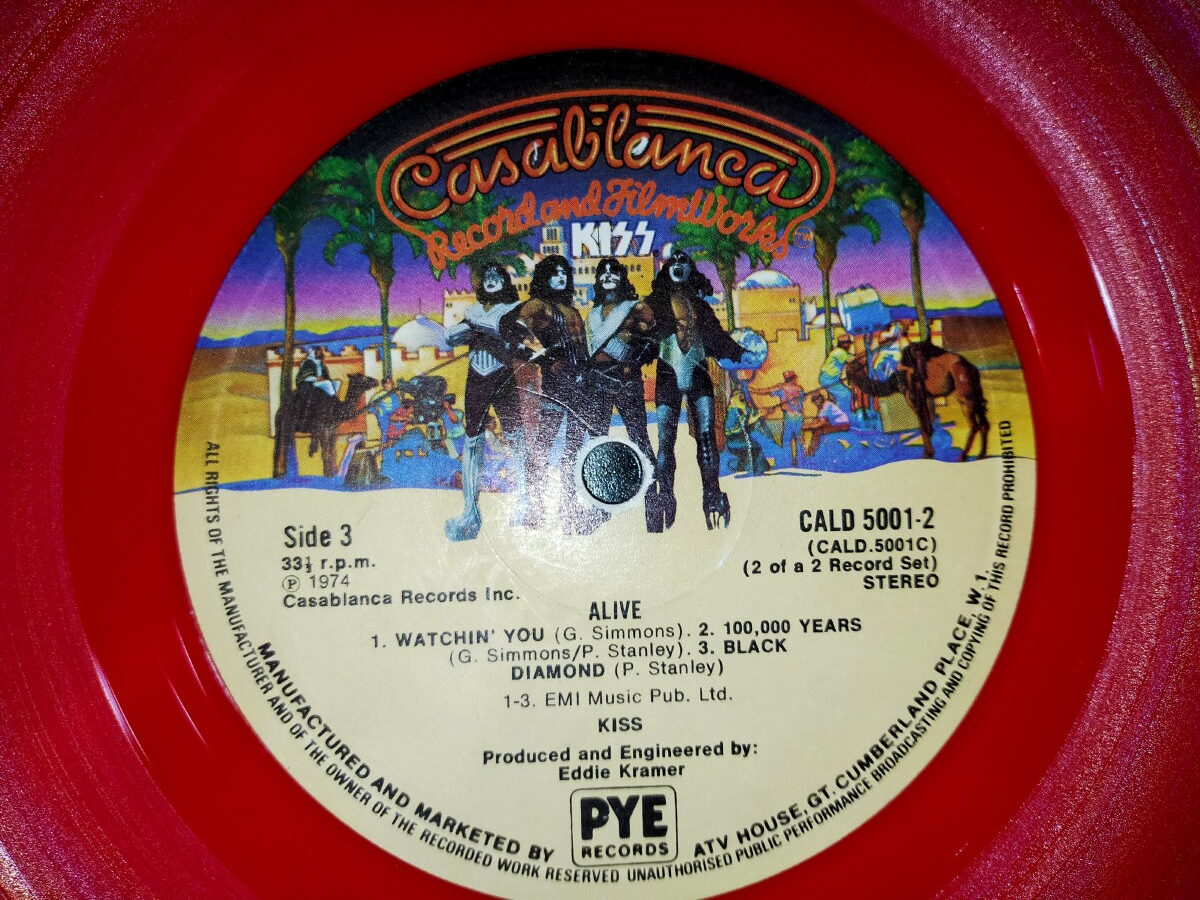 Casablanca
Record and FilmWorks™
KISS
Side 3
33⅓ r.p.m.
Ⓟ 1974
Casablanca Records Inc.
CALD 5001-2
(CALD.5001C)
(2 of a 2 Record Set)
STEREO
ALIVE
1. WATCHIN' YOU (G. Simmons). 2. 100,000 YEARS
(G. Simmons/P. Stanley). 3. BLACK
DIAMOND (P. Stanley)
1-3. EMI Music Pub. Ltd.
KISS
Produced and Engineered by:
Eddie Kramer
PYE
RECORDS
MANUFACTURED AND MARKETED BY
ATV HOUSE, GT. CUMBERLAND PLACE, W.1.
ALL RIGHTS OF THE MANUFACTURER AND OF THE OWNER OF THE RECORDED WORK RESERVED UNAUTHORISED PUBLIC PERFORMANCE BROADCASTING AND COPYING OF THIS RECORD PROHIBITED